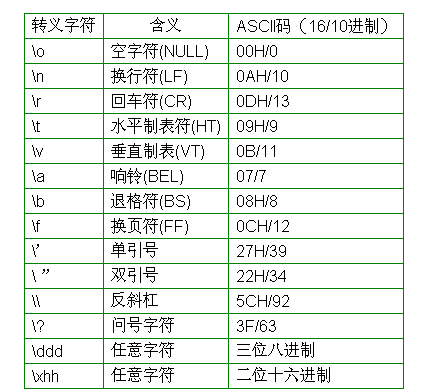 转义字符 含义 ASCII码（16/10进制）
\o 空字符(NULL) 00H/0
\n 换行符(LF) 0AH/10
\r 回车符(CR) 0DH/13
\t 水平制表符(HT) 09H/9
\v 垂直制表(VT) 0B/11
\a 响铃(BEL) 07/7
\b 退格符(BS) 08H/8
\f 换页符(FF) 0CH/12
\’ 单引号 27H/39
\ ” 双引号 22H/34
\\ 反斜杠 5CH/92
\? 问号字符 3F/63
\ddd 任意字符 三位八进制
\xhh 任意字符 二位十六进制